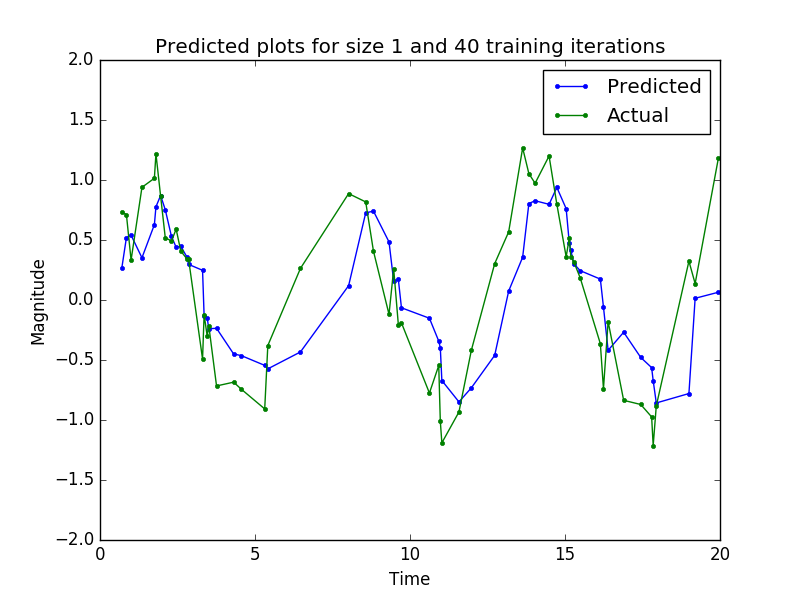 Predicted plots for size 1 and 40 training iterations
2.0
1.5
1.0
0.5
0.0
−0.5
−1.0
−1.5
−2.0
Magnitude
Predicted
Actual
0
5
10
15
20
Time